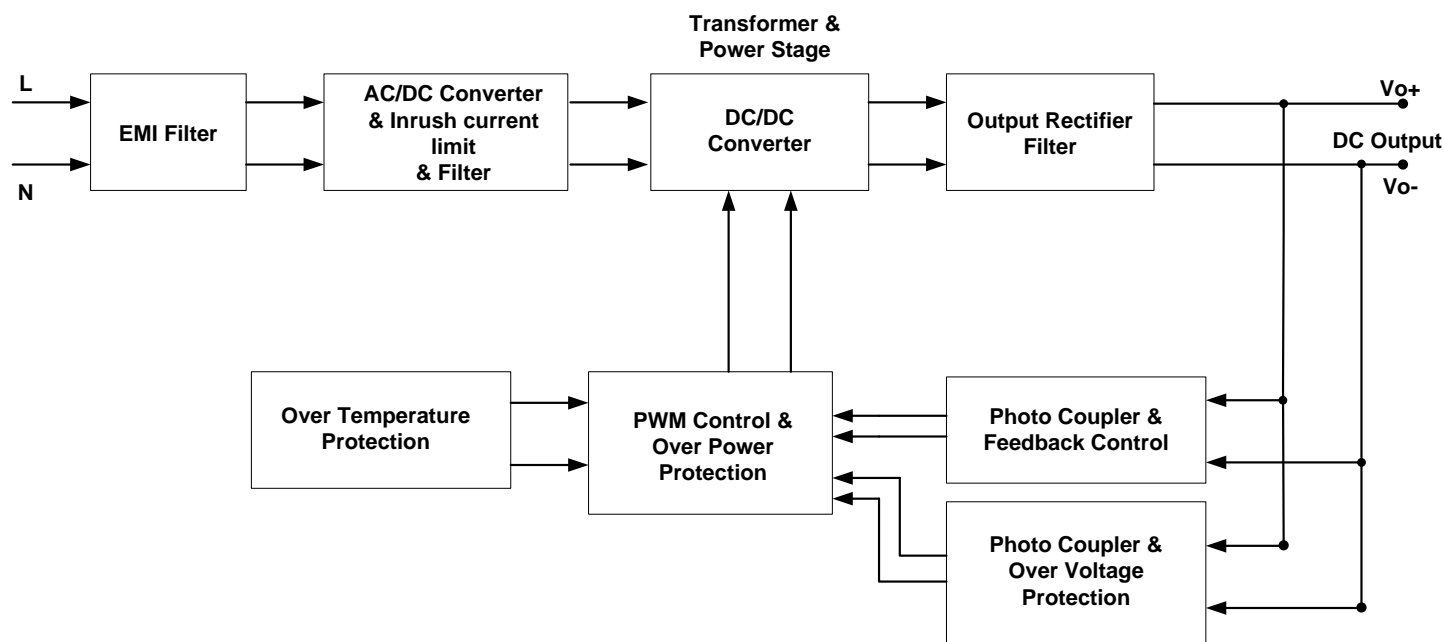 Transformer &
Power Stage
L
N
EMI Filter
AC/DC Converter
& Inrush current
limit
& Filter
DC/DC
Converter
Output Rectifier
Filter
Vo+
DC Output
Vo-
Over Temperature
Protection
PWM Control &
Over Power
Protection
Photo Coupler &
Feedback Control
Photo Coupler &
Over Voltage
Protection